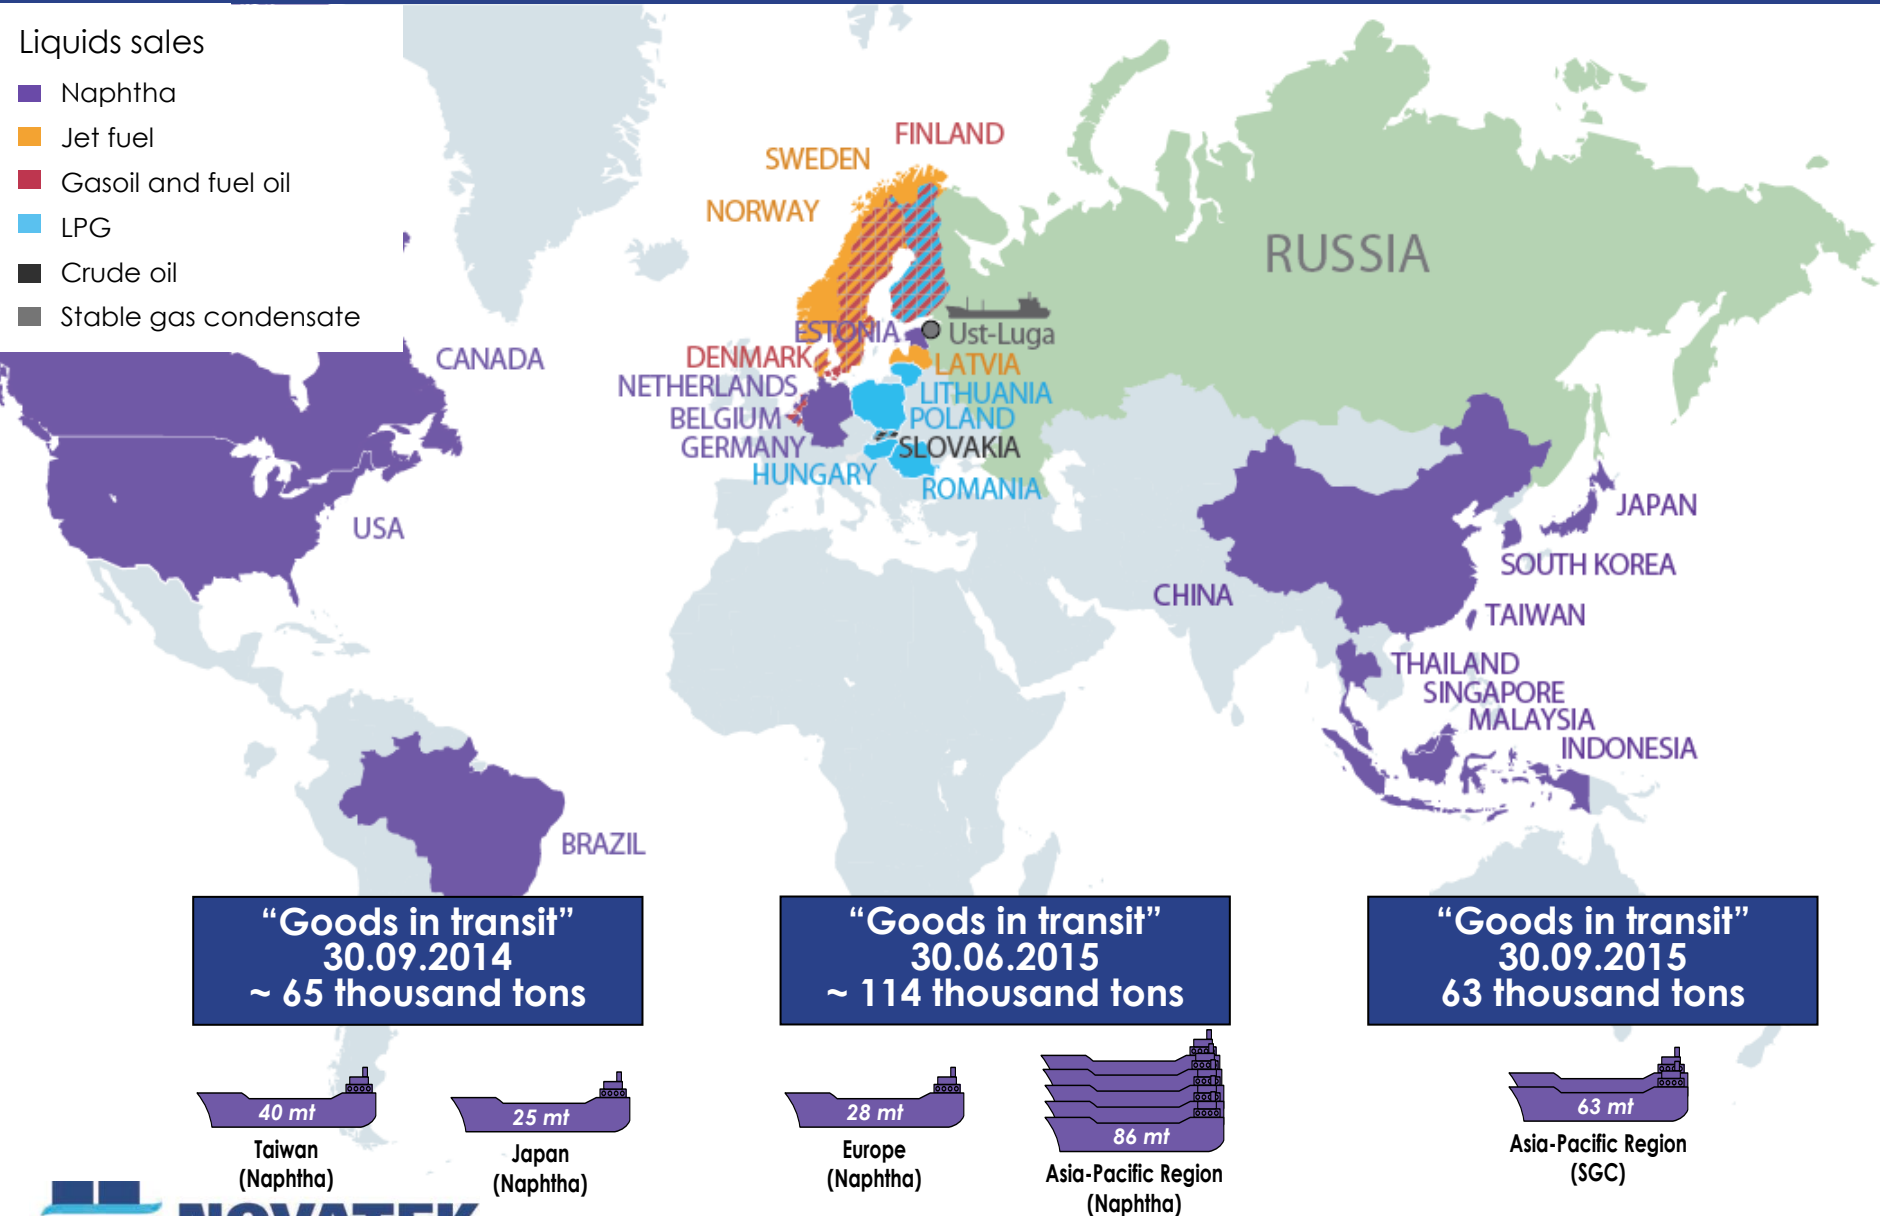 Liquids sales
Naphtha
Jet fuel
Gasoil and fuel oil
LPG
Crude oil
Stable gas condensate
FINLAND
SWEDEN
NORWAY
RUSSIA
ESTONIA
Ust-Luga
DENMARK
LATVIA
NETHERLANDS
LITHUANIA
BELGIUM
POLAND
GERMANY
SLOVAKIA
HUNGARY
ROMANIA
CANADA
USA
JAPAN
SOUTH KOREA
CHINA
TAIWAN
THAILAND
SINGAPORE
MALAYSIA
INDONESIA
BRAZIL
“Goods in transit”
30.09.2014
~ 65 thousand tons
“Goods in transit”
30.06.2015
~ 114 thousand tons
“Goods in transit”
30.09.2015
63 thousand tons
40 mt
Taiwan
(Naphtha)
25 mt
Japan
(Naphtha)
28 mt
Europe
(Naphtha)
86 mt
Asia-Pacific Region
(Naphtha)
63 mt
Asia-Pacific Region
(SGC)
NOVATEK